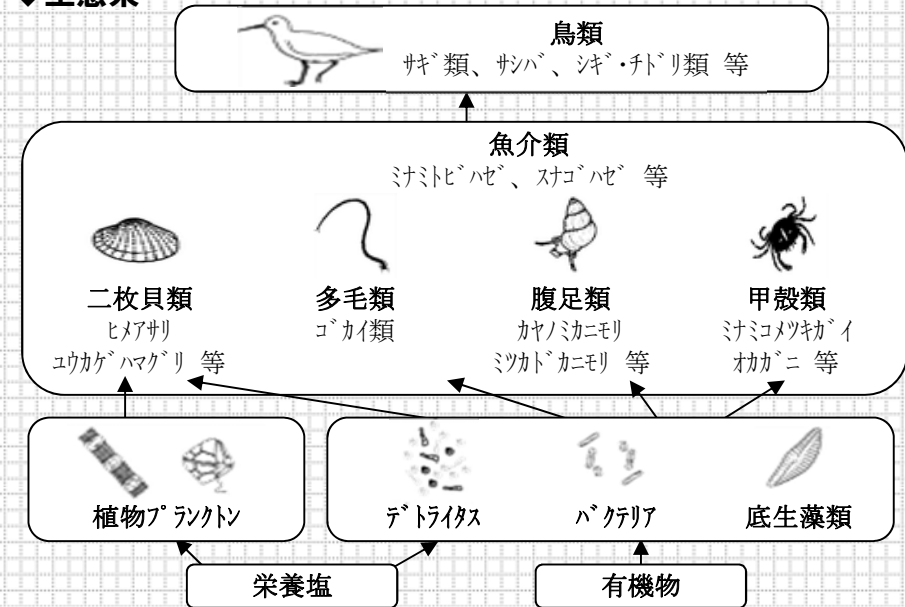 ◆生態系
鳥類
ｻｷﾞ類、ｻｼﾊﾞ、ｼｷﾞ･ﾁﾄﾞﾘ類 等
魚介類
ﾐﾅﾐﾄﾋﾞﾊｾﾞ、ｽﾅｺﾞﾊｾﾞ 等
二枚貝類
ﾋﾒｱｻﾘ
ﾕｳｶｹﾞﾊﾏｸﾞﾘ 等
多毛類
ｺﾞｶｲ類
腹足類
ｶﾔﾉﾐｶﾆﾓﾘ
ﾐﾂｶﾄﾞｶﾆﾓﾘ 等
甲殻類
ﾐﾅﾐｺﾒﾂｷｶﾞｲ
ｵｶｶﾞﾆ 等
植物ﾌﾟﾗﾝｸﾄﾝ
ﾃﾞﾄﾗｲﾀｽ
ﾊﾞｸﾃﾘｱ
底生藻類
栄養塩
有機物